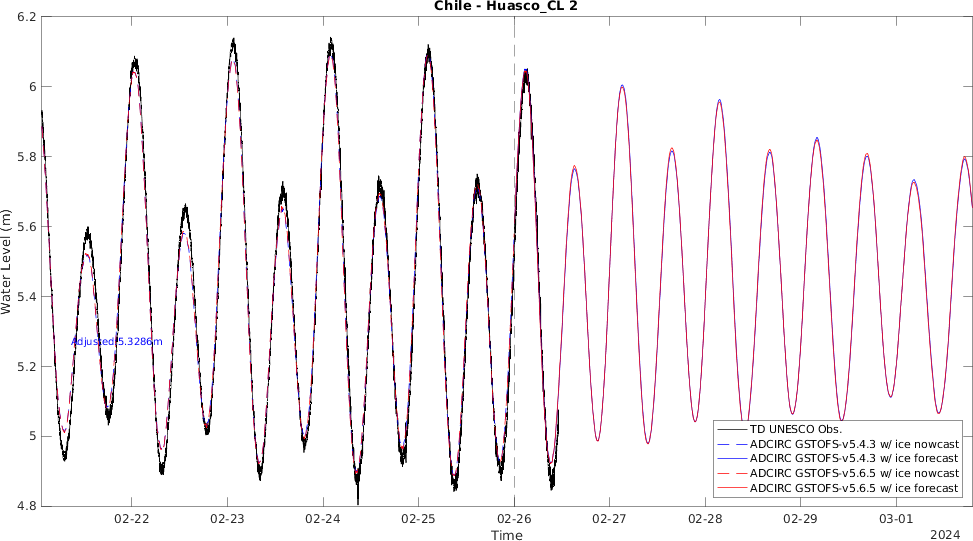 Chile - Huasco_CL 2
6.2
6
5.8
5.6
5.4
5.2
5
4.8
Water Level (m)
Adjusted 5.3286m
TD UNESCO Obs.
ADCIRC GSTOFS-v5.4.3 w/ ice nowcast
ADCIRC GSTOFS-v5.4.3 w/ ice forecast
ADCIRC GSTOFS-v5.6.5 w/ ice nowcast
ADCIRC GSTOFS-v5.6.5 w/ ice forecast
02-22 02-23 02-24 02-25 02-26 02-27 02-28 02-29 03-01
Time
2024